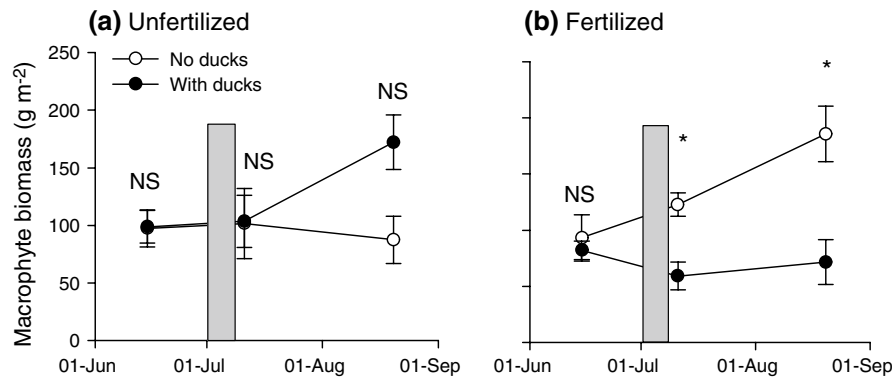 (a) Unfertilized
(b) Fertilized
Macrophyte biomass (g m-2)
250
200
150
100
50
0
No ducks
With ducks
NS
NS
NS
NS
*
*
01-Jun
01-Jul
01-Aug
01-Sep
01-Jun
01-Jul
01-Aug
01-Sep